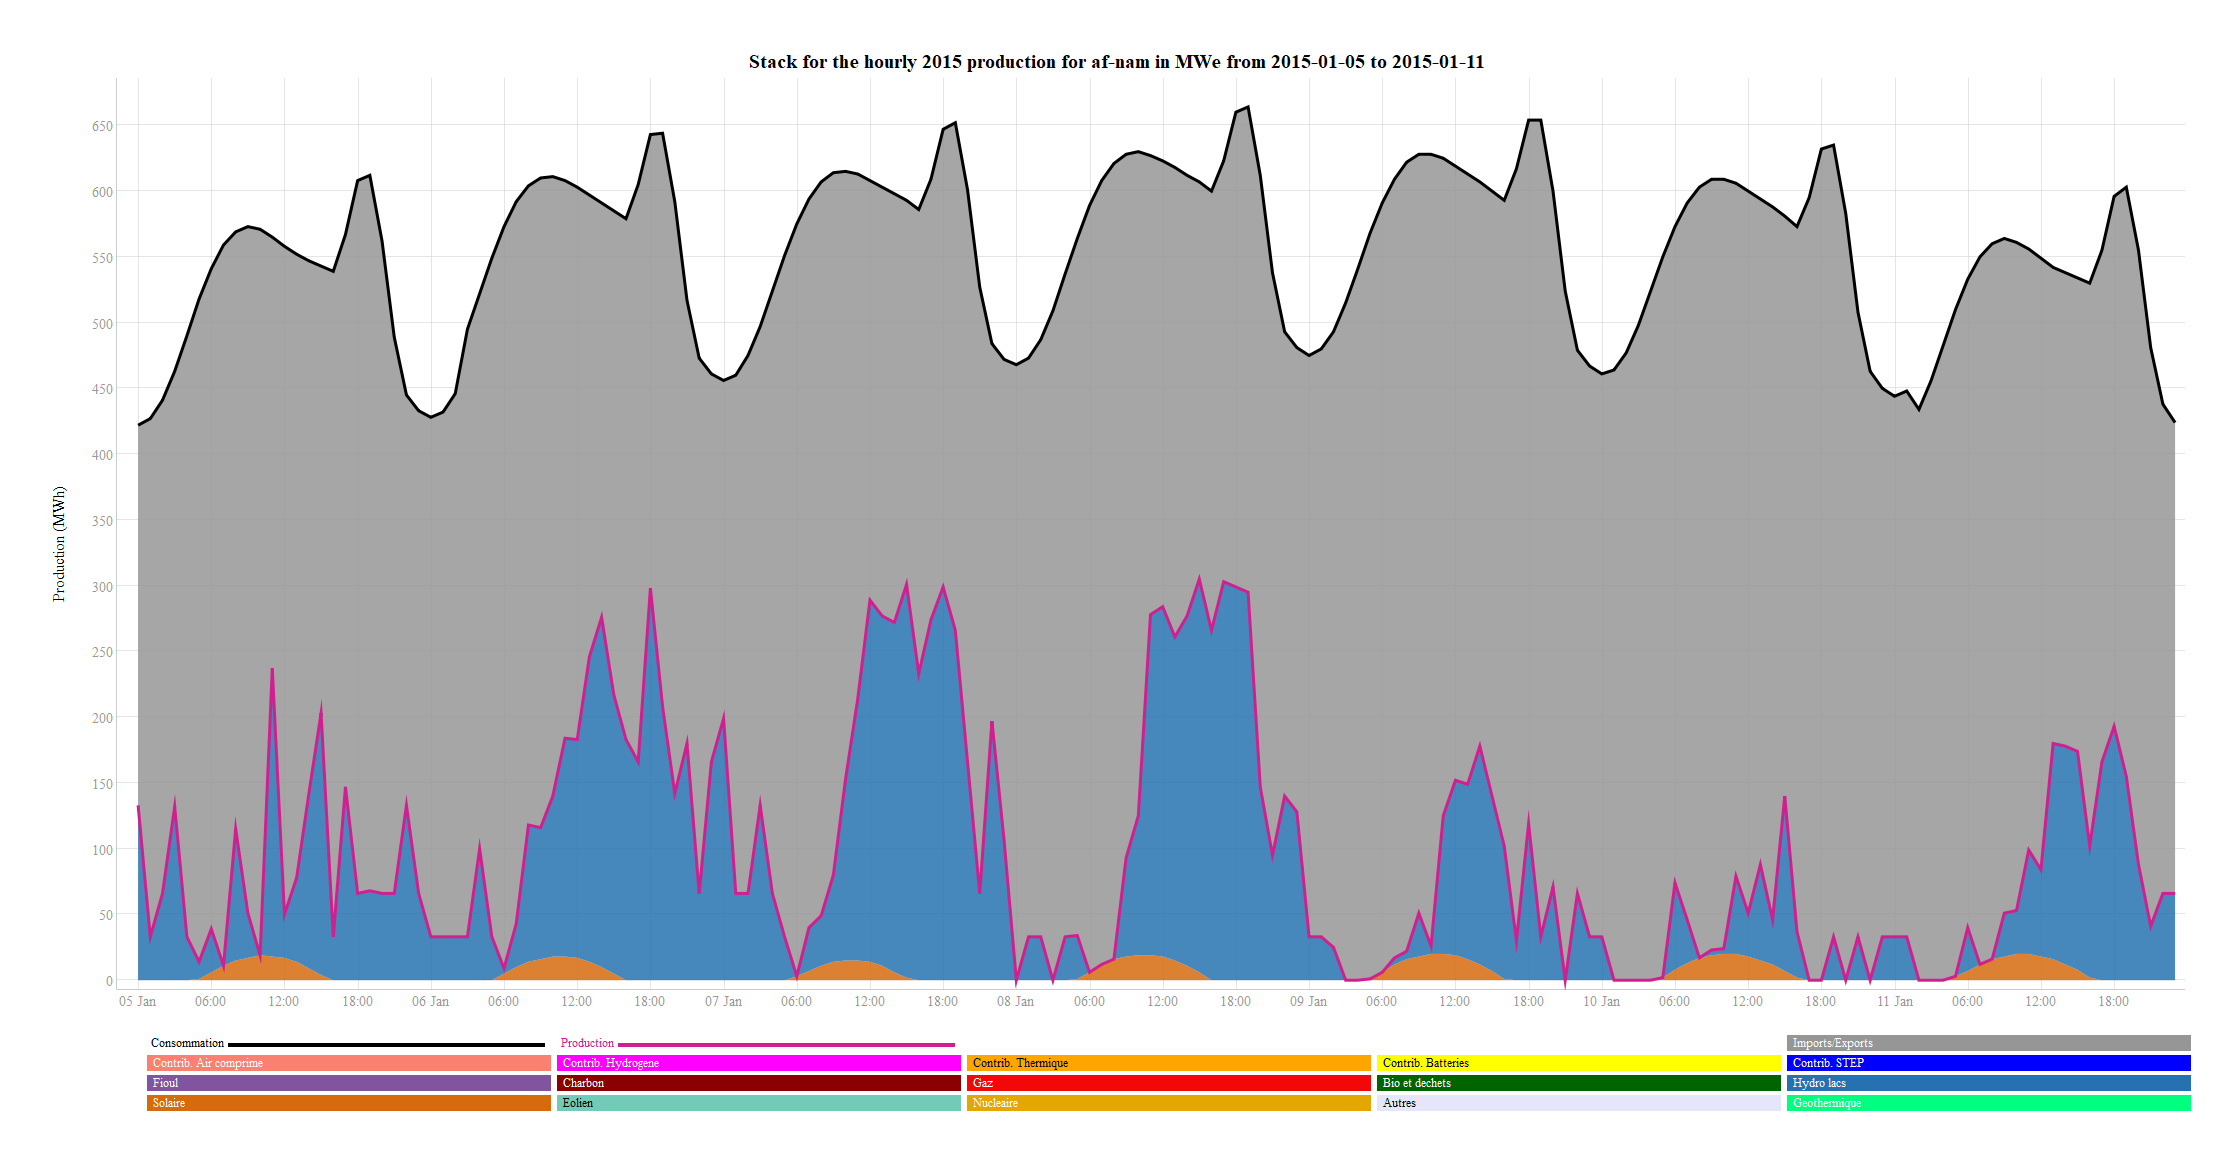 Stack for the hourly 2015 production for af-nam in MWe from 2015-01-05 to 2015-01-11
Production (MWh)
650
600
550
500
450
400
350
300
250
200
150
100
50
0
05 Jan 06:00 12:00 18:00 06 Jan 06:00 12:00 18:00 07 Jan 06:00 12:00 18:00 08 Jan 06:00 12:00 18:00 09 Jan 06:00 12:00 18:00 10 Jan 06:00 12:00 18:00 11 Jan 06:00 12:00 18:00
Consommation Production Imports/Exports
Contrib. Air comprime Contrib. Hydrogene Contrib. Thermique Contrib. Batteries Contrib. STEP
Fioul Charbon Gaz Bio et dechets Hydro lacs
Solaire Eolien Nucleaire Autres Geothermique